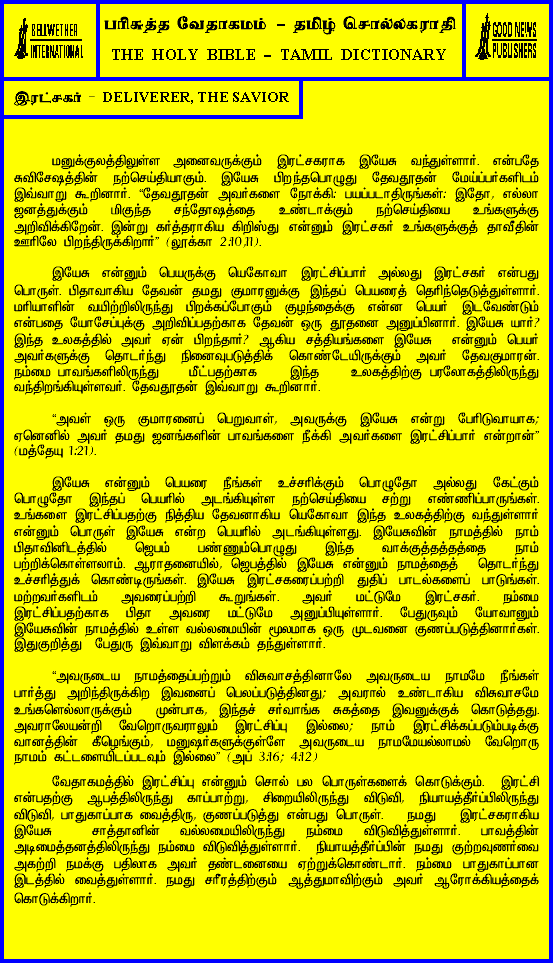 BELLWETHER
INTERNATIONAL
பரிசுத்த வேதாகமம் – தமிழ் சொல்லகராதி
THE HOLY BIBLE – TAMIL DICTIONARY
GOOD NEWS
PUBLISHERS
இரட்சகர் - DELIVERER, THE SAVIOR
மனுக்குலத்திலுள்ள அனைவருக்கும் இரட்சகராக இயேசு வந்துள்ளார். என்பதே
சுவிசேஷத்தின் நற்செய்தியாகும். இயேசு பிறந்தபொழுது தேவதூதன் மேய்ப்பர்களிடம்
இவ்வாறு கூறினார். “தேவதூதன் அவர்களை நோக்கி: பயப்படாதிருங்கள்; இதோ, எல்லா
ஜனத்துக்கும் மிகுந்த சந்தோஷத்தை உண்டாக்கும் நற்செய்தியை உங்களுக்கு
அறிவிக்கிறேன். இன்று கர்த்தராகிய கிறிஸ்து என்னும் இரட்சகர் உங்களுக்குத் தாவீதின்
ஊரிலே பிறந்திருக்கிறார்” (லூக்கா 2:10,11).
இயேசு என்னும் பெயருக்கு யெகோவா இரட்சிப்பார் அல்லது இரட்சகர் என்பது
பொருள். பிதாவாகிய தேவன் தமது குமாரனுக்கு இந்தப் பெயரைத் தெரிந்தெடுத்துள்ளார்.
மரியாளின் வயிற்றிலிருந்து பிறக்கப்போகும் குழந்தைக்கு என்ன பெயர் இடவேண்டும்
என்பதை யோசேப்புக்கு அறிவிப்பதற்காக தேவன் ஒரு தூதனை அனுப்பினார். இயேசு யார்?
இந்த உலகத்தில் அவர் ஏன் பிறந்தார்? ஆகிய சத்தியங்களை இயேசு என்னும் பெயர்
அவர்களுக்கு தொடர்ந்து நினைவுபடுத்திக் கொண்டேயிருக்கும் அவர் தேவகுமாரன்.
நம்மை பாவங்களிலிருந்து மீட்பதற்காக இந்த உலகத்திற்கு பரலோகத்திலிருந்து
வந்திறங்கியுள்ளவர். தேவதூதன் இவ்வாறு கூறினார்.
“அவள் ஒரு குமாரனைப் பெறுவாள், அவருக்கு இயேசு என்று பேரிடுவாயாக;
ஏனெனில் அவர் தமது ஜனங்களின் பாவங்களை நீக்கி அவர்களை இரட்சிப்பார் என்றான்”
(மத்தேயு 1:21).
இயேசு என்னும் பெயரை நீங்கள் உச்சரிக்கும் பொழுதோ அல்லது கேட்கும்
பொழுதோ இந்தப் பெயரில் அடங்கியுள்ள நற்செய்தியை சற்று எண்ணிப்பாருங்கள்.
உங்களை இரட்சிப்பதற்கு நித்திய தேவனாகிய யெகோவா இந்த உலகத்திற்கு வந்துள்ளார்
என்னும் பொருள் இயேசு என்ற பெயரில் அடங்கியுள்ளது. இயேசுவின் நாமத்தில் நாம்
பிதாவினிடத்தில் ஜெபம் பண்ணும்பொழுது இந்த வாக்குத்தத்தத்தை நாம்
பற்றிக்கொள்ளலாம். ஆராதனையில், ஜெபத்தில் இயேசு என்னும் நாமத்தைத் தொடர்ந்து
உச்சரித்துக் கொண்டிருங்கள். இயேசு இரட்சகரைப்பற்றி துதிப் பாடல்களைப் பாடுங்கள்.
மற்றவர்களிடம் அவரைப்பற்றி கூறுங்கள். அவர் மட்டுமே இரட்சகர். நம்மை
இரட்சிப்பதற்காக பிதா அவரை மட்டுமே அனுப்பியுள்ளார். பேதுருவும் யோவானும்
இயேசுவின் நாமத்தில் உள்ள வல்லமையின் மூலமாக ஒரு முடவனை குணப்படுத்தினார்கள்.
இதுகுறித்து பேதுரு இவ்வாறு விளக்கம் தந்துள்ளார்.
“அவருடைய நாமத்தைப்பற்றும் விசுவாசத்தினாலே அவருடைய நாமமே நீங்கள்
பார்த்து அறிந்திருக்கிற இவனைப் பெலப்படுத்தினது; அவரால் உண்டாகிய விசுவாசமே
உங்களெல்லாருக்கும் முன்பாக, இந்தச் சர்வாங்க சுகத்தை இவனுக்குக் கொடுத்தது.
அவராலேயன்றி வேறொருவராலும் இரட்சிப்பு இல்லை; நாம் இரட்சிக்கப்படும்படிக்கு
வானத்தின் கீழெங்கும், மனுஷர்களுக்குள்ளே அவருடைய நாமமேயல்லாமல் வேறொரு
நாமம் கட்டளையிடப்படவும் இல்லை” (அப் 3:16; 4:12)
வேதாகமத்தில் இரட்சிப்பு என்னும் சொல் பல பொருள்களைக் கொடுக்கும். இரட்சி
என்பதற்கு ஆபத்திலிருந்து காப்பாற்று, சிறையிலிருந்து விடுவி, நியாயத்தீர்ப்பிலிருந்து
விடுவி, பாதுகாப்பாக வைத்திரு, குணப்படுத்து என்பது பொருள். நமது இரட்சகராகிய
இயேசு சாத்தானின் வல்லமையிலிருந்து நம்மை விடுவித்துள்ளார். பாவத்தின்
அடிமைத்தனத்திலிருந்து நம்மை விடுவித்துள்ளார். நியாயத்தீர்ப்பின் நமது குற்றவுணர்வை
அகற்றி நமக்கு பதிலாக அவர் தண்டனையை ஏற்றுக்கொண்டார். நம்மை பாதுகாப்பான
இடத்தில் வைத்துள்ளார். நமது சரீரத்திற்கும் ஆத்துமாவிற்கும் அவர் ஆரோக்கியத்தைக்
கொடுக்கிறார்.